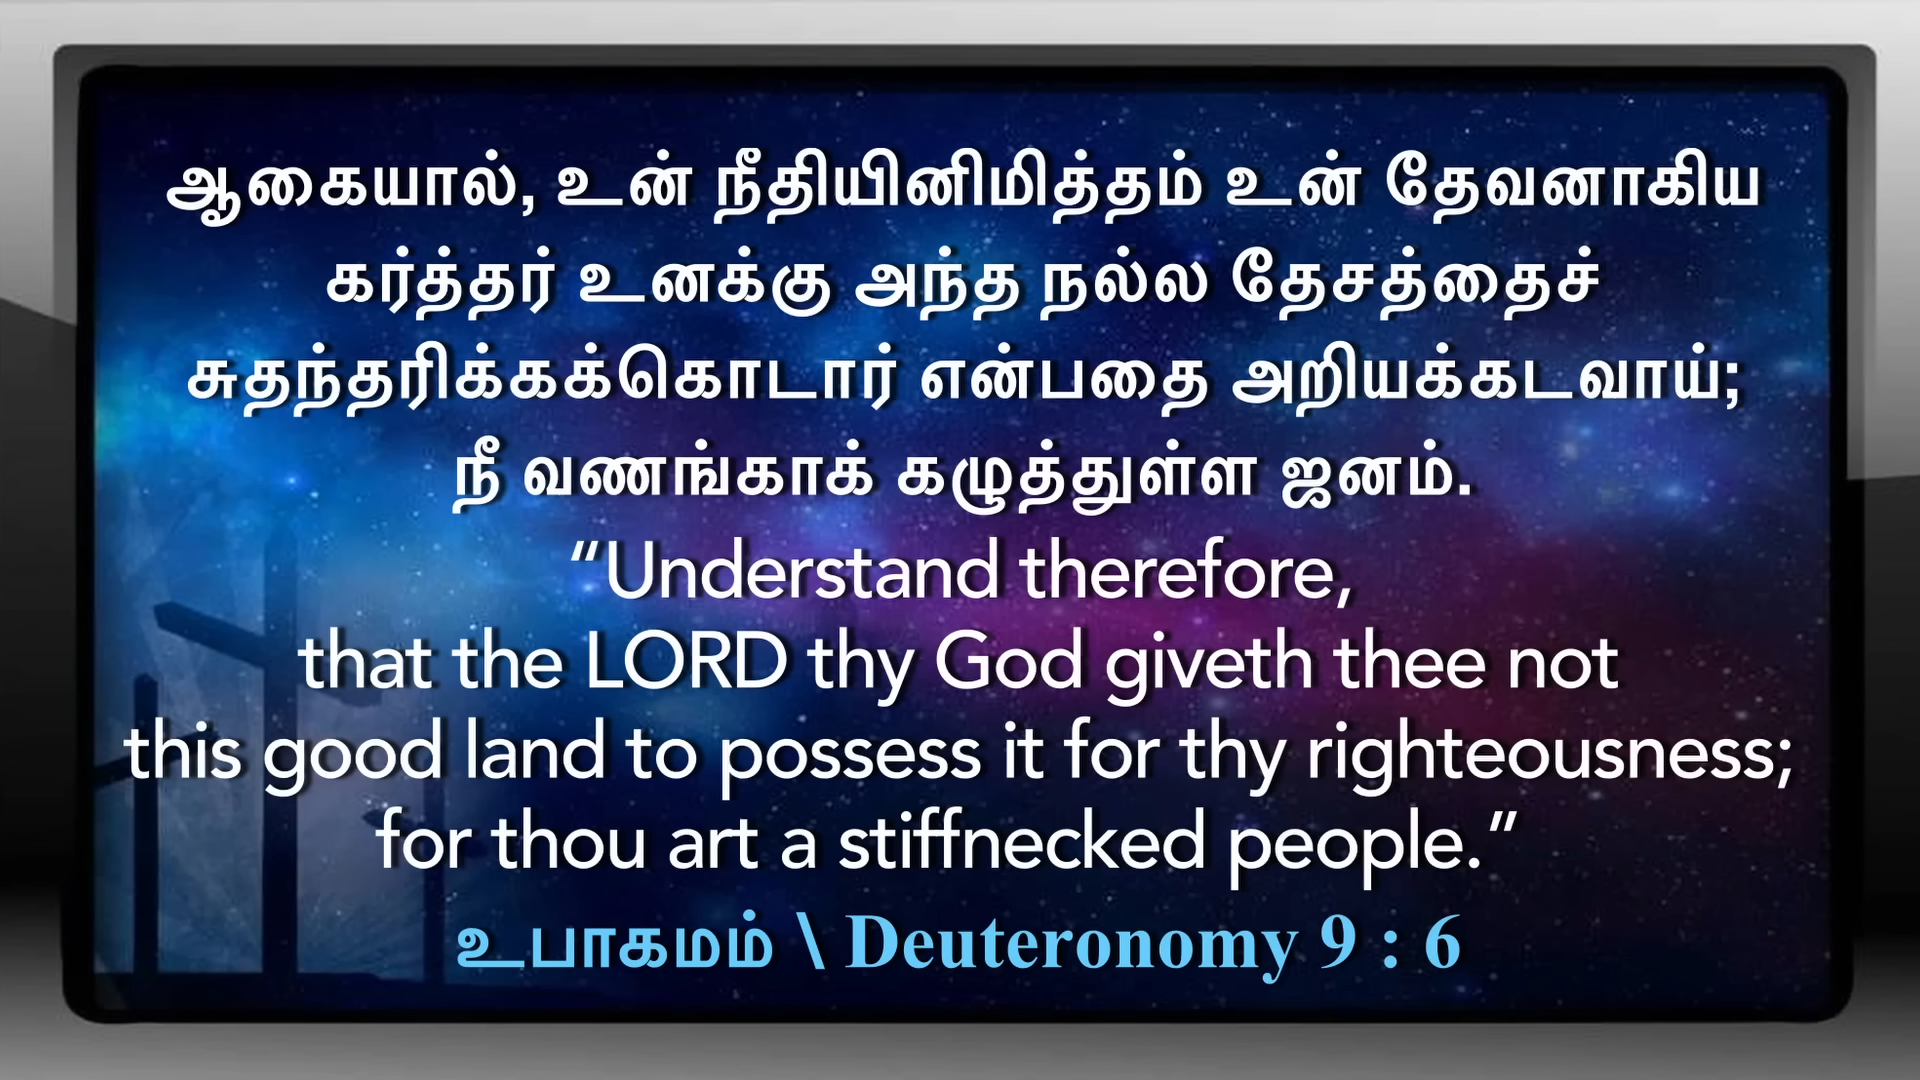 ஆகையால், உன் நீதியினிமித்தம் உன் தேவனாகிய
கர்த்தர் உனக்கு அந்த நல்ல தேசத்தைச்
சுதந்தரிக்கக்கொடார் என்பதை அறியக்கடவாய்;
நீ வணங்காக் கழுத்துள்ள ஜனம்.
“Understand therefore,
that the LORD thy God giveth thee not
this good land to possess it for thy righteousness;
for thou art a stiffnecked people.”
உபாகமம் \ Deuteronomy 9 : 6